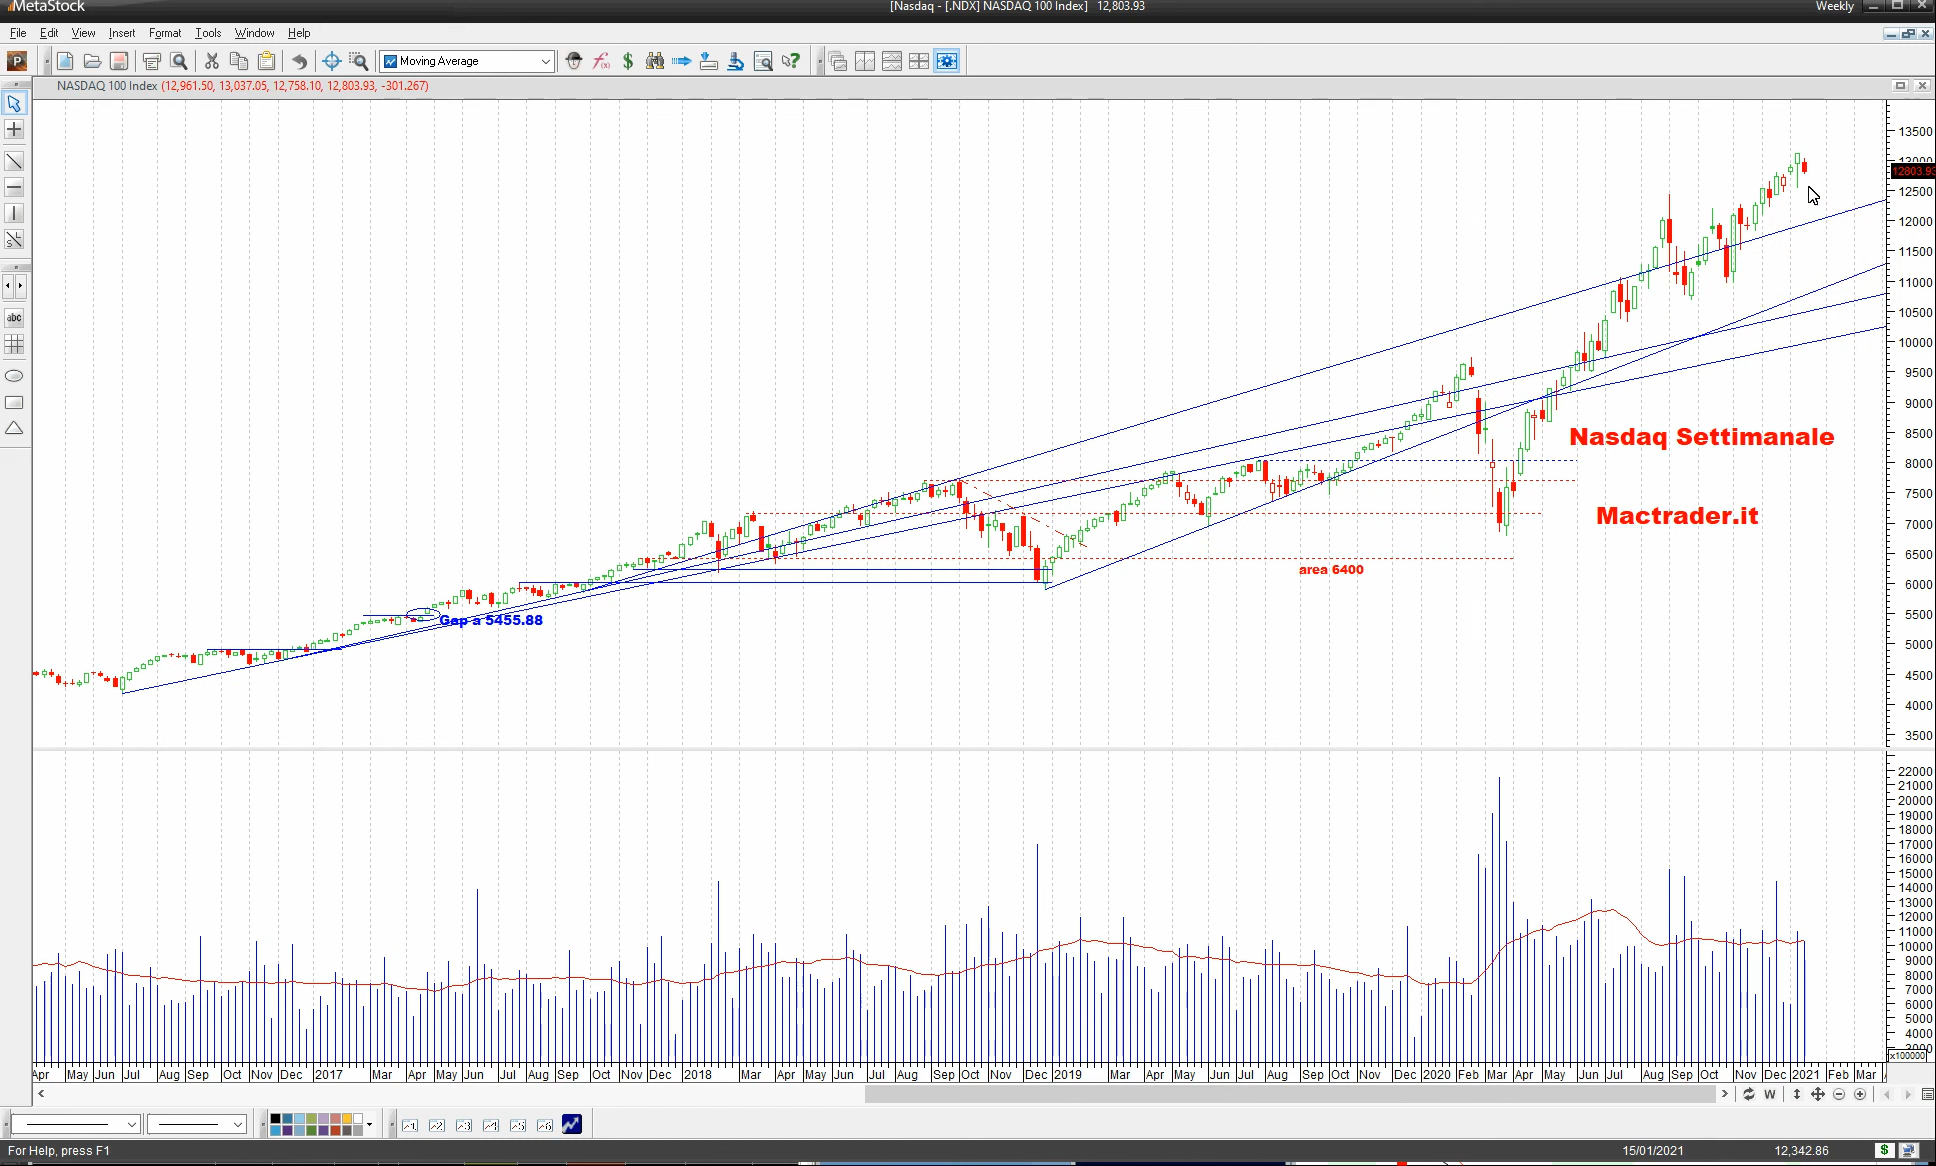 MetaStock
[Nasdaq - [.NDX] NASDAQ 100 Index]   12,803.93
Weekly
File Edit View Insert Format Tools Window Help
P
Moving Average
NASDAQ 100 Index (12,961.50, 13,037.05, 12,758.10, 12,803.93, -301.267)
abc
13500
13000
12803.93
12500
12000
11500
11000
10500
10000
9500
9000
8500
8000
7500
7000
6500
6000
5500
5000
4500
4000
3500
Nasdaq Settimanale
Mactrader.it
area 6400
Gap a 5455.88
22000
21000
20000
19000
18000
17000
16000
15000
14000
13000
12000
11000
10000
9000
8000
7000
6000
5000
4000
3000
x100000
Apr May Jun Jul Aug Sep Oct Nov Dec 2017 Mar Apr May Jun Jul Aug Sep Oct Nov Dec 2018 Mar Apr May Jun Jul Aug Sep Oct Nov Dec 2019 Mar Apr May Jun Jul Aug Sep Oct Nov Dec 2020 Feb Mar Apr May Jun Jul Aug Sep Oct Nov Dec 2021 Feb Mar
W
For Help, press F1
15/01/2021
12,342.86